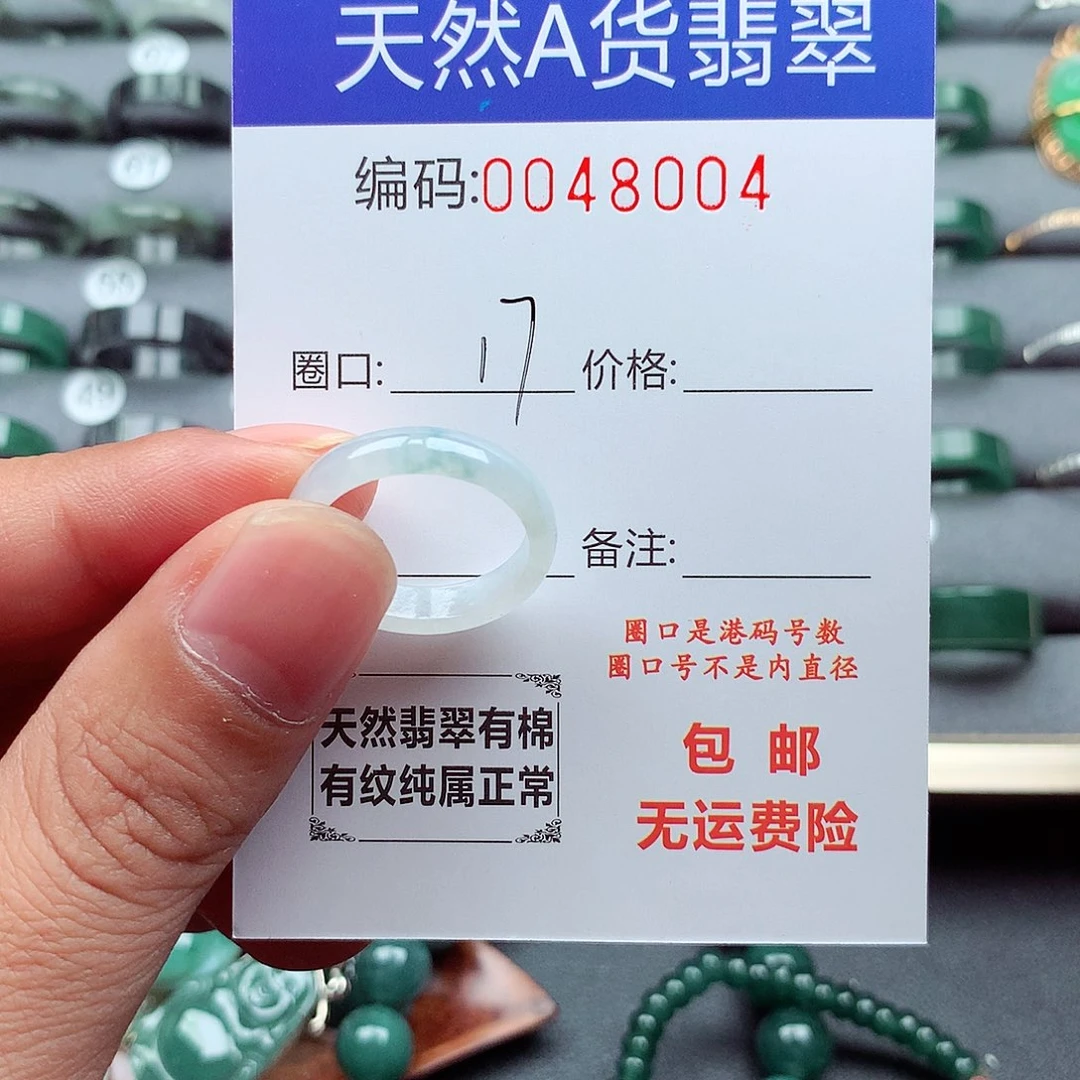 天然A货翡翠
编码:0048004
圈口: 17 价格:
备注:
圈口是港码号数
圈口号不是内直径
天然翡翠有棉
有纹纯属正常
包邮
无运费险
49